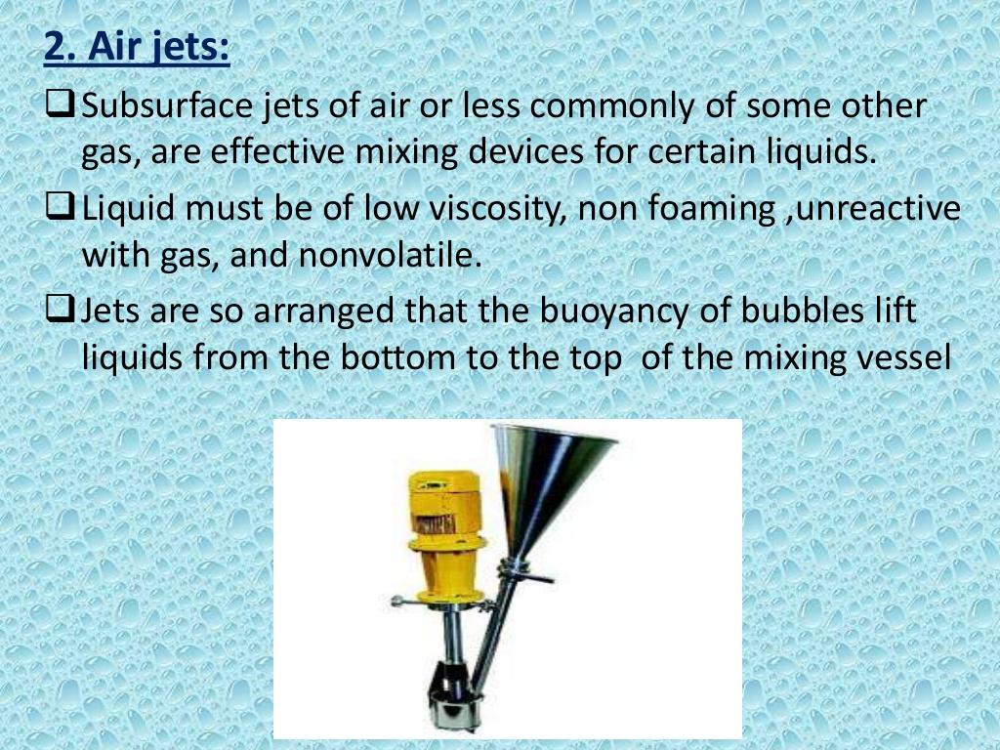 2. Air jets:
❑Subsurface jets of air or less commonly of some other
gas, are effective mixing devices for certain liquids.
❑Liquid must be of low viscosity, non foaming ,unreactive
with gas, and nonvolatile.
❑Jets are so arranged that the buoyancy of bubbles lift
liquids from the bottom to the top  of the mixing vessel